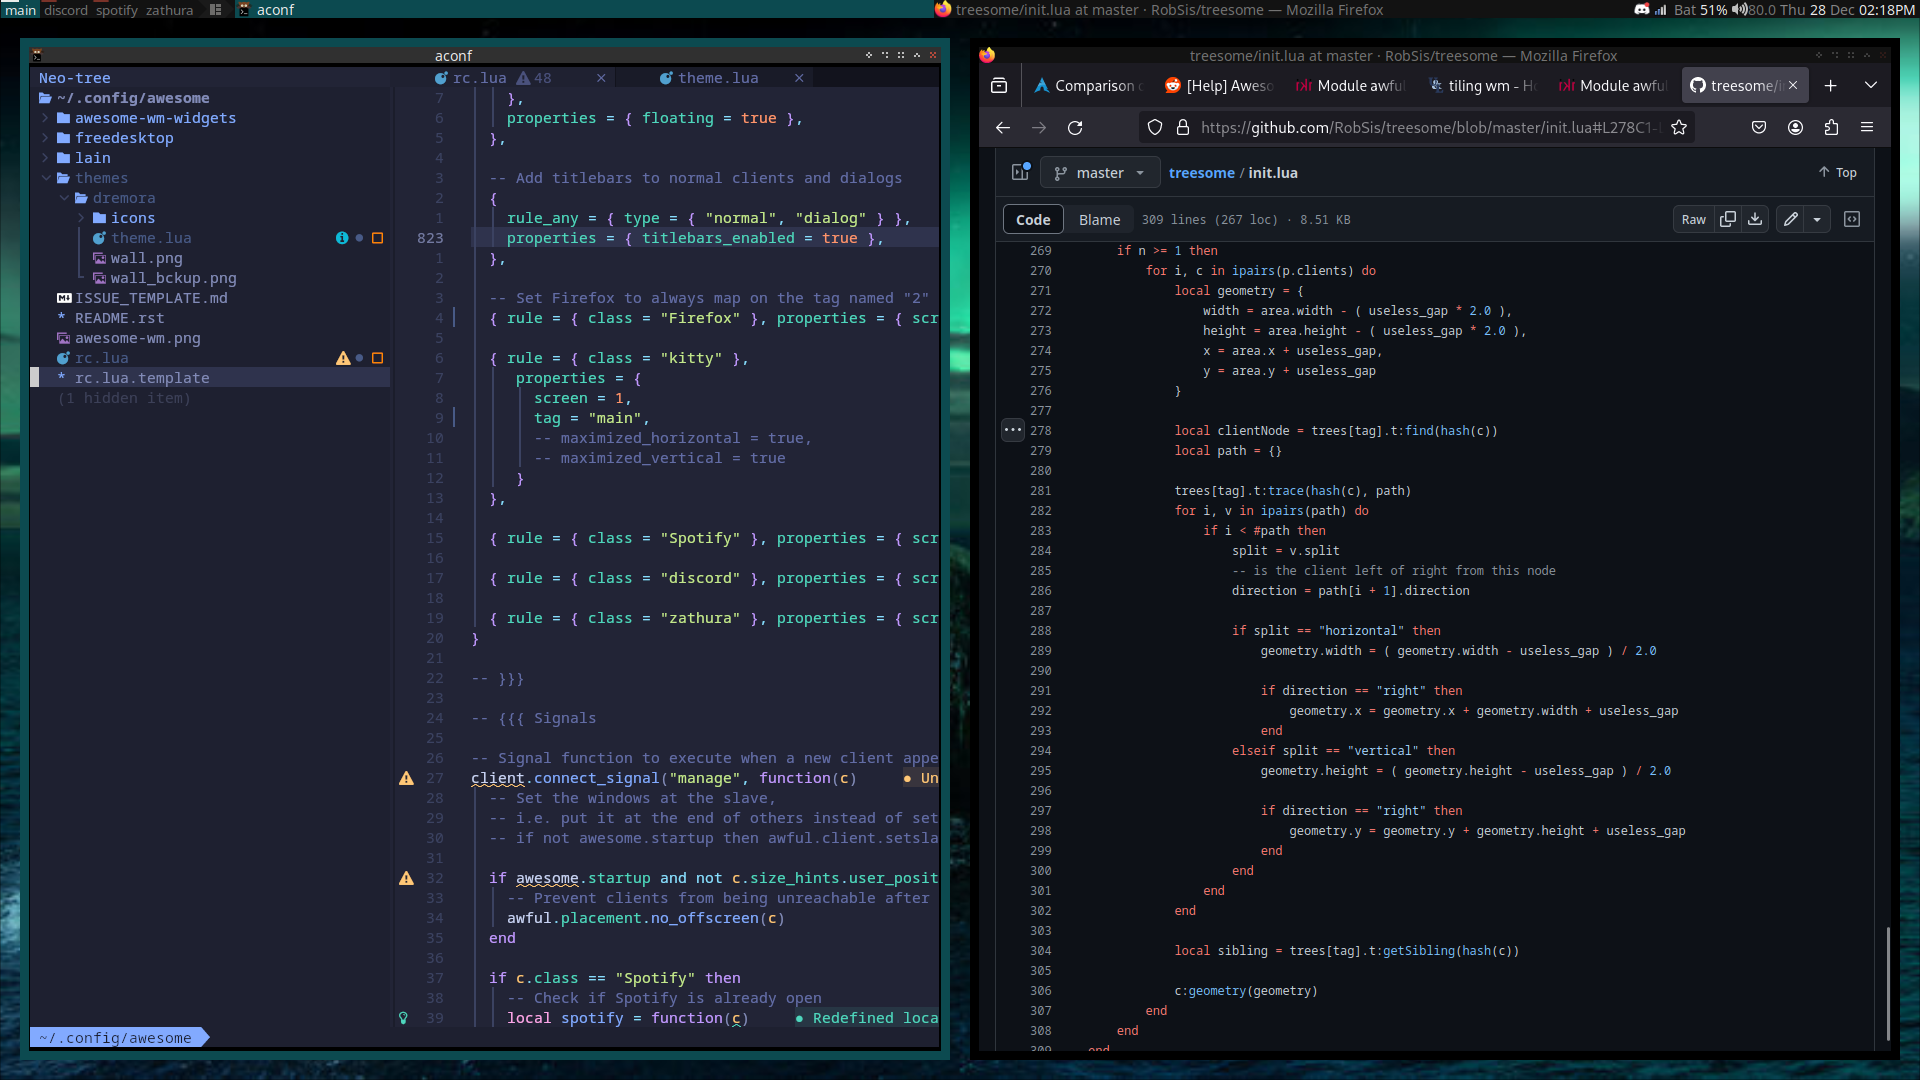 main discord spotify zathura aconf treesome/init.lua at master · RobSis/treesome — Mozilla Firefox Bat 51% 80.0 Thu 28 Dec 02:18PM
aconf
Neo-tree
~/.config/awesome
awesome-wm-widgets
freedesktop
lain
themes
dremora
icons
theme.lua
wall.png
wall_bckup.png
ISSUE_TEMPLATE.md
* README.rst
awesome-wm.png
rc.lua
* rc.lua.template
(1 hidden item)
~/.config/awesome
rc.lua 48 × theme.lua ×
7 },
6 properties = { floating = true },
5 },
4
3 -- Add titlebars to normal clients and dialogs
2 {
1 rule_any = { type = { "normal", "dialog" } },
823 properties = { titlebars_enabled = true },
1 },
2
3 -- Set Firefox to always map on the tag named "2"
4 { rule = { class = "Firefox" }, properties = { scr
5
6 { rule = { class = "kitty" },
7 properties = {
8 screen = 1,
9 tag = "main",
10 -- maximized_horizontal = true,
11 -- maximized_vertical = true
12 }
13 },
14
15 { rule = { class = "Spotify" }, properties = { scr
16
17 { rule = { class = "discord" }, properties = { scr
18
19 { rule = { class = "zathura" }, properties = { scr
20 }
21
22 -- }}}
23
24 -- {{{ Signals
25
26 -- Signal function to execute when a new client appe
27 client.connect_signal("manage", function(c) ● Un
28 -- Set the windows at the slave,
29 -- i.e. put it at the end of others instead of set
30 -- if not awesome.startup then awful.client.setsla
31
32 if awesome.startup and not c.size_hints.user_posit
33 -- Prevent clients from being unreachable after
34 awful.placement.no_offscreen(c)
35 end
36
37 if c.class == "Spotify" then
38 -- Check if Spotify is already open
39 local spotify = function(c) ● Redefined loca
treesome/init.lua at master · RobSis/treesome — Mozilla Firefox
Comparison [Help] Aweso Module awful tiling wm - Ho Module awful treesome/i ×
https://github.com/RobSis/treesome/blob/master/init.lua#L278C1-
master treesome / init.lua Top
Code Blame 309 lines (267 loc) · 8.51 KB Raw
269 if n >= 1 then
270 for i, c in ipairs(p.clients) do
271 local geometry = {
272 width = area.width - ( useless_gap * 2.0 ),
273 height = area.height - ( useless_gap * 2.0 ),
274 x = area.x + useless_gap,
275 y = area.y + useless_gap
276 }
277
278 local clientNode = trees[tag].t:find(hash(c))
279 local path = {}
280
281 trees[tag].t:trace(hash(c), path)
282 for i, v in ipairs(path) do
283 if i < #path then
284 split = v.split
285 -- is the client left of right from this node
286 direction = path[i + 1].direction
287
288 if split == "horizontal" then
289 geometry.width = ( geometry.width - useless_gap ) / 2.0
290
291 if direction == "right" then
292 geometry.x = geometry.x + geometry.width + useless_gap
293 end
294 elseif split == "vertical" then
295 geometry.height = ( geometry.height - useless_gap ) / 2.0
296
297 if direction == "right" then
298 geometry.y = geometry.y + geometry.height + useless_gap
299 end
300 end
301 end
302 end
303
304 local sibling = trees[tag].t:getSibling(hash(c))
305
306 c:geometry(geometry)
307 end
308 end
309 end